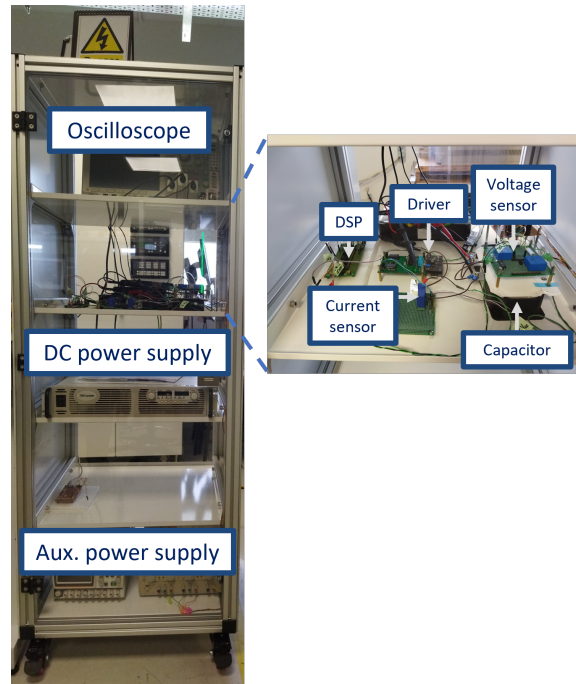 Oscilloscope
DC power supply
Aux. power supply
DSP
Driver
Voltage
sensor
Current
sensor
Capacitor